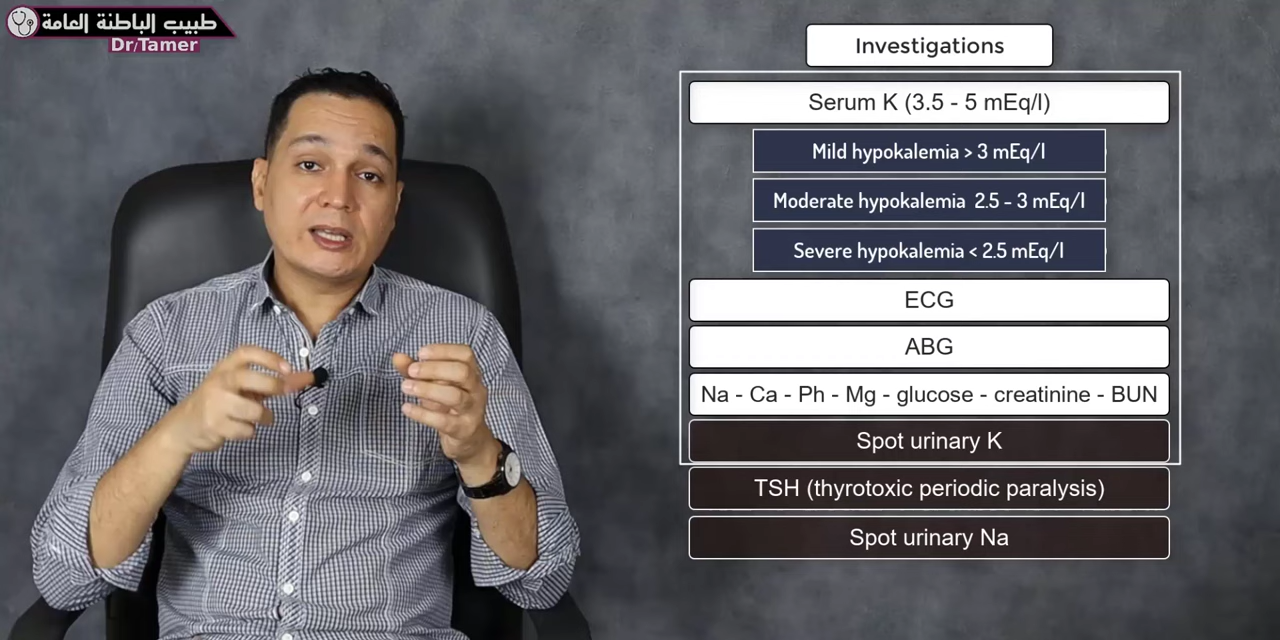 طبيب الباطنة العامة
Dr/Tamer
Investigations
Serum K (3.5 - 5 mEq/l)
Mild hypokalemia > 3 mEq/l
Moderate hypokalemia 2.5 - 3 mEq/l
Severe hypokalemia < 2.5 mEq/l
ECG
ABG
Na - Ca - Ph - Mg - glucose - creatinine - BUN
Spot urinary K
TSH (thyrotoxic periodic paralysis)
Spot urinary Na